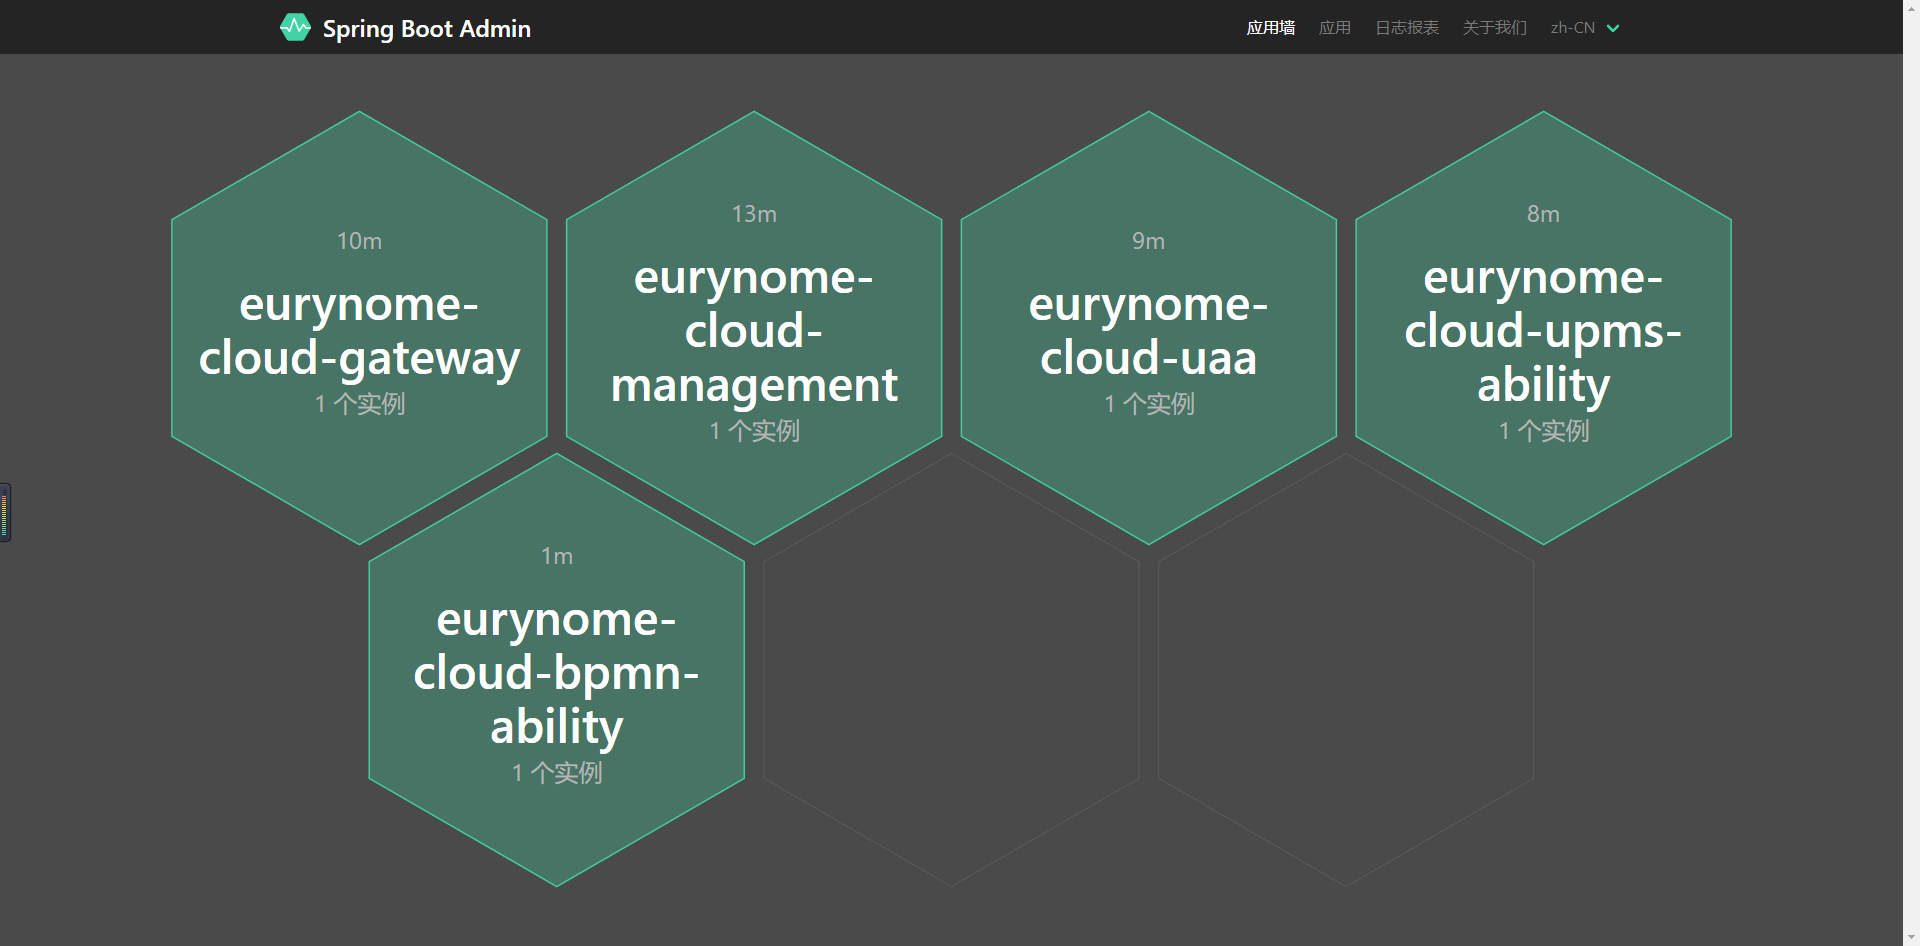 Spring Boot Admin
应用墙 应用 日志报表 关于我们 zh-CN
10m
eurynome-
cloud-gateway
1 个实例
13m
eurynome-
cloud-
management
1 个实例
9m
eurynome-
cloud-uaa
1 个实例
8m
eurynome-
cloud-upms-
ability
1 个实例
1m
eurynome-
cloud-bpmn-
ability
1 个实例